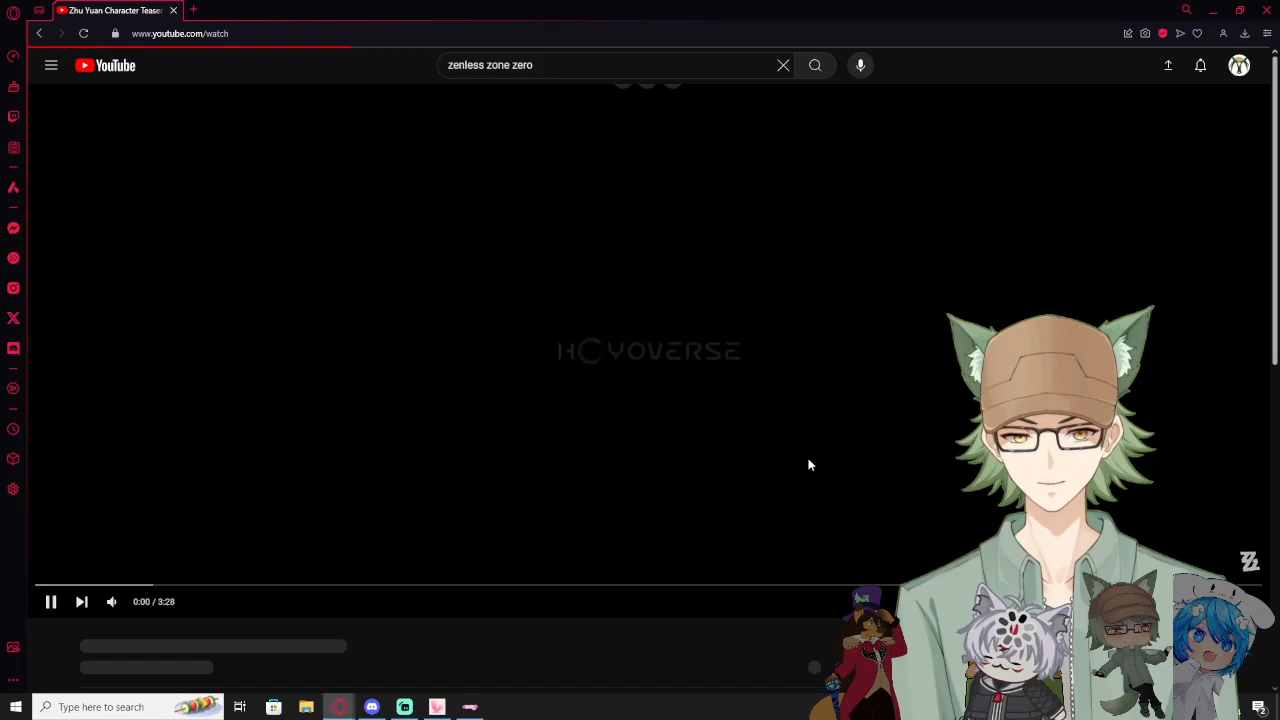 Zhu Yuan Character Teaser
www.youtube.com/watch
YouTube
zenless zone zero
HOYOVERSE
0:00 / 3:28
Type here to search
2